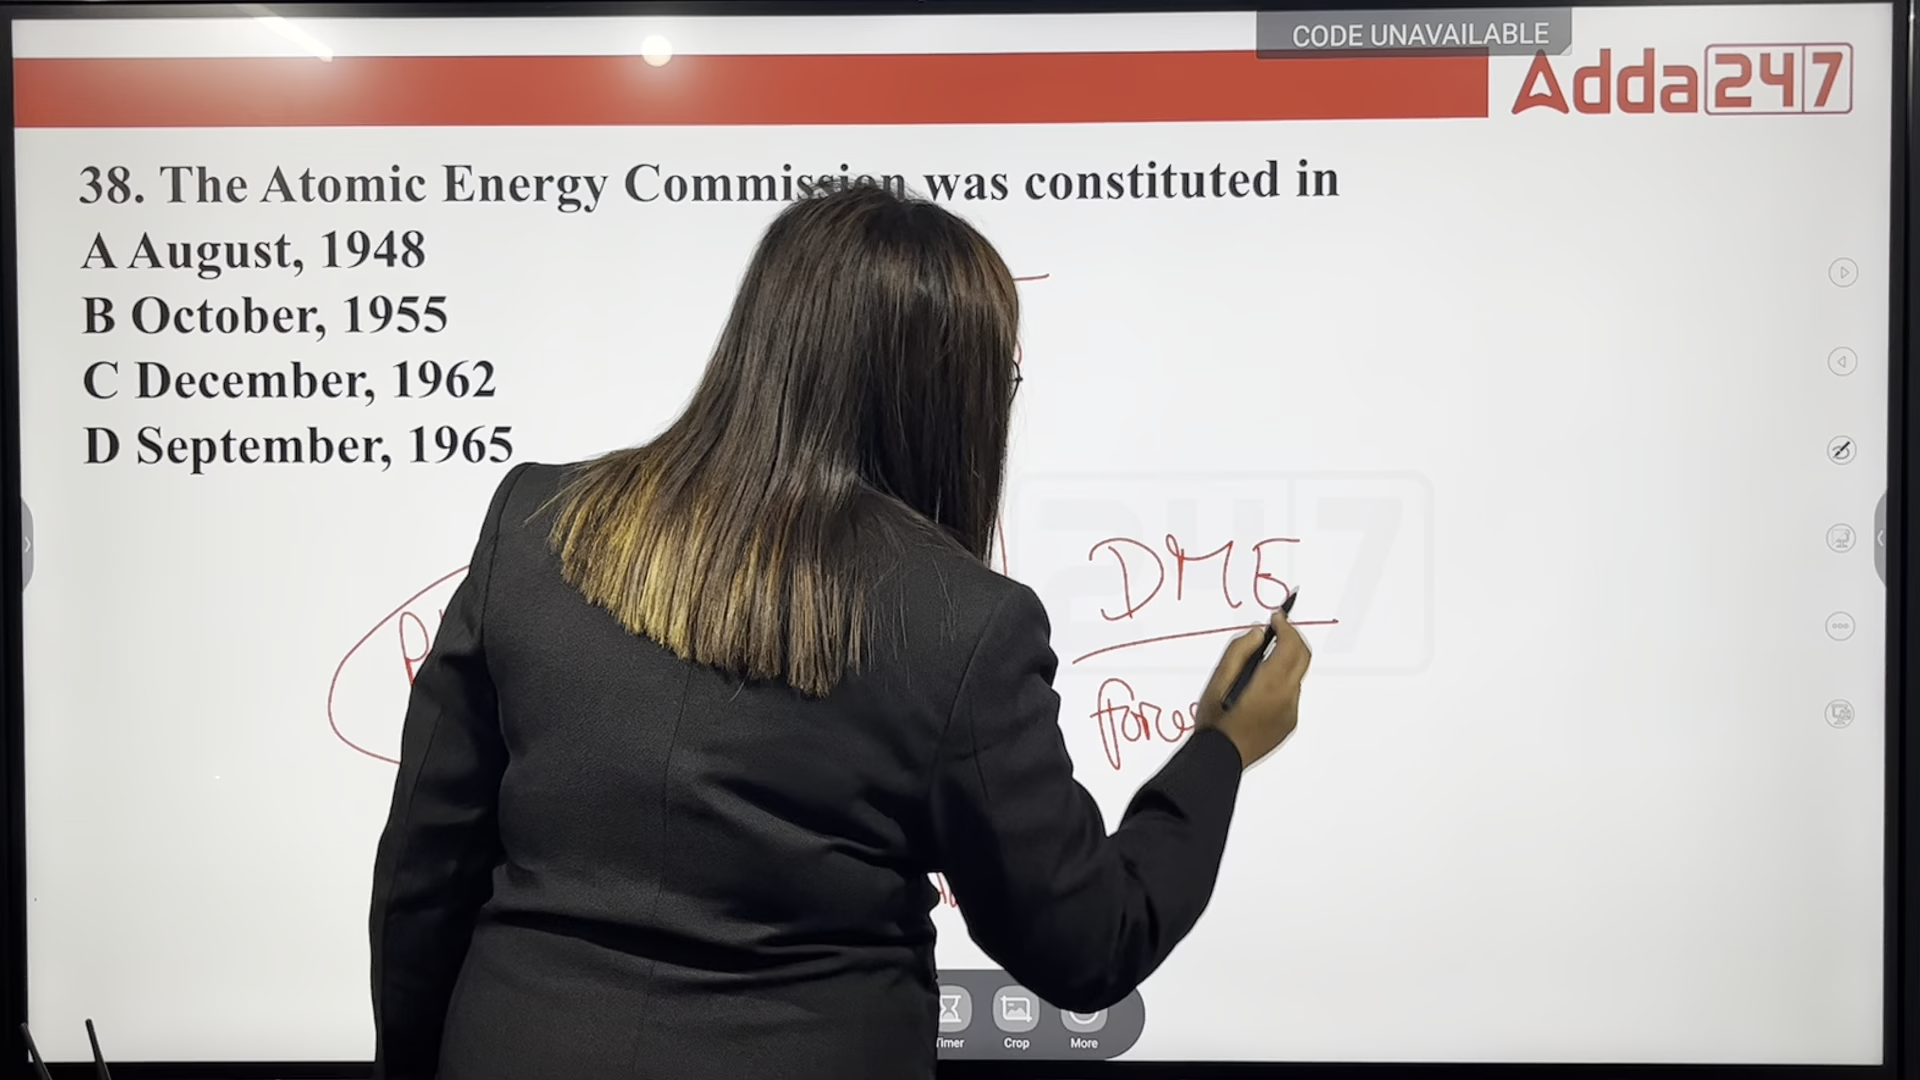 CODE UNAVAILABLE
Adda247
38. The Atomic Energy Commission was constituted in
A August, 1948
B October, 1955
C December, 1962
D September, 1965
247
DME
Timer
Crop
More